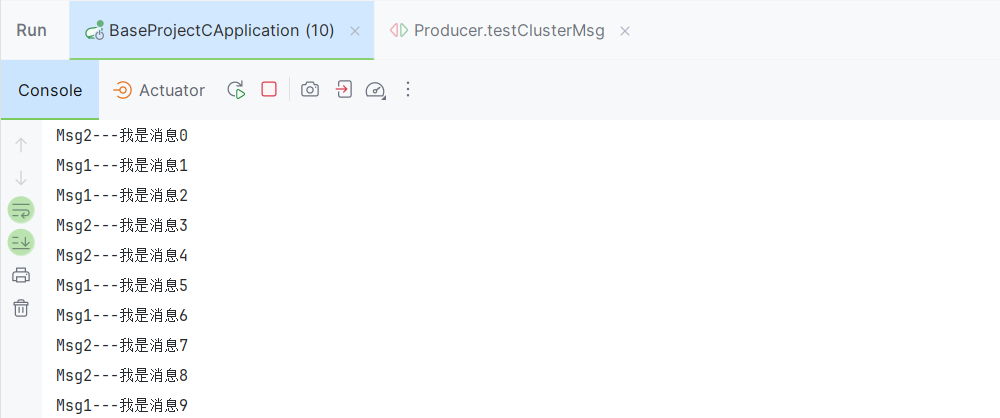 Run BaseProjectCApplication (10) Producer.testClusterMsg
Console Actuator
Msg2---我是消息0
Msg1---我是消息1
Msg1---我是消息2
Msg2---我是消息3
Msg2---我是消息4
Msg1---我是消息5
Msg1---我是消息6
Msg2---我是消息7
Msg2---我是消息8
Msg1---我是消息9